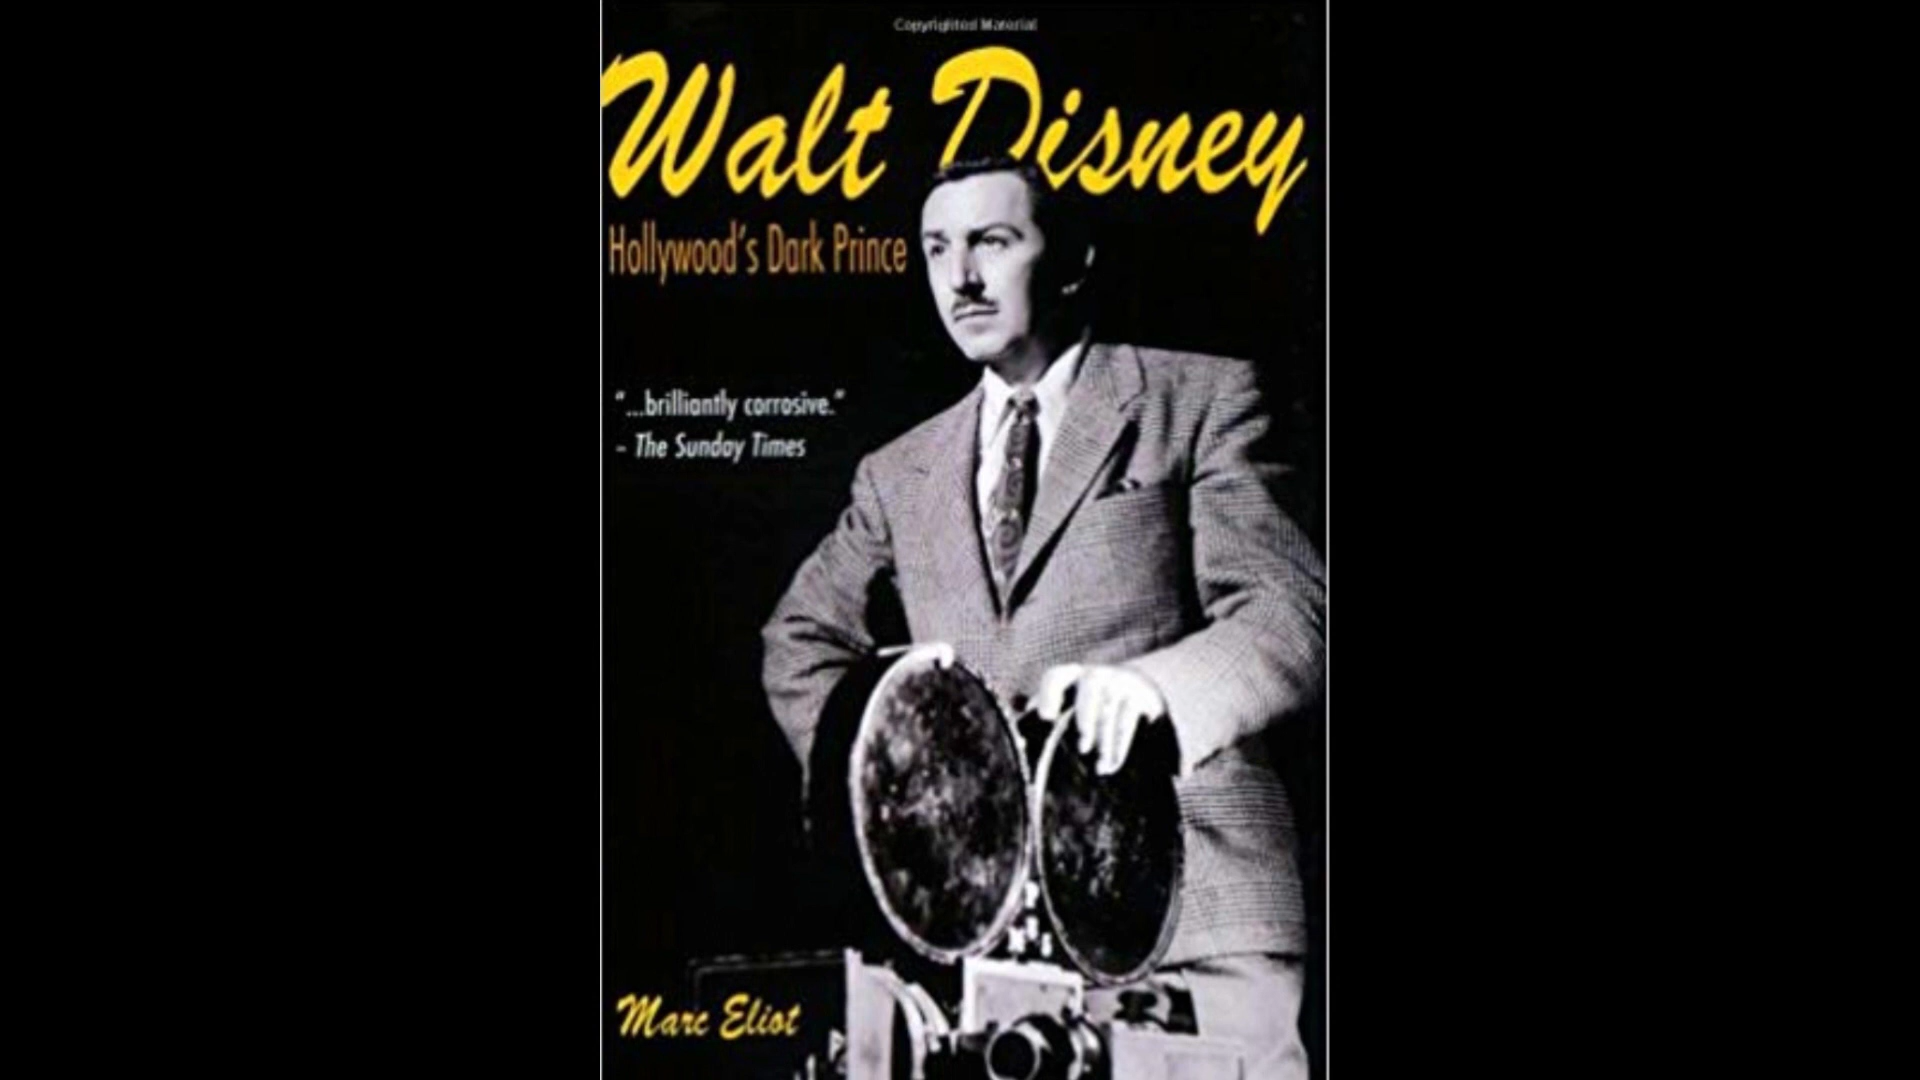 Copyrighted Material
Walt Disney
Hollywood's Dark Prince
"...brilliantly corrosive."
- The Sunday Times
Marc Eliot